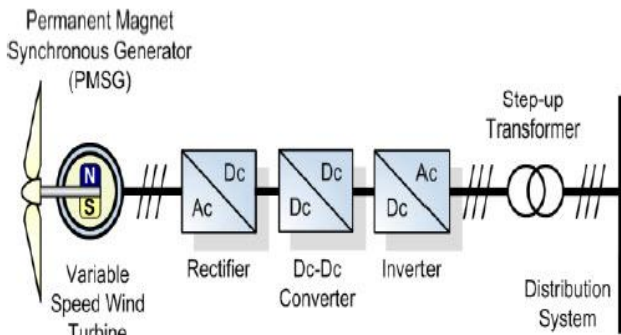 Permanent Magnet
Synchronous Generator
(PMSG)
Step-up
Transformer
N
S
Dc
Ac
Dc
Dc
Ac
Dc
Rectifier
Dc-Dc
Converter
Inverter
Variable
Speed Wind
Turbine
Distribution
System